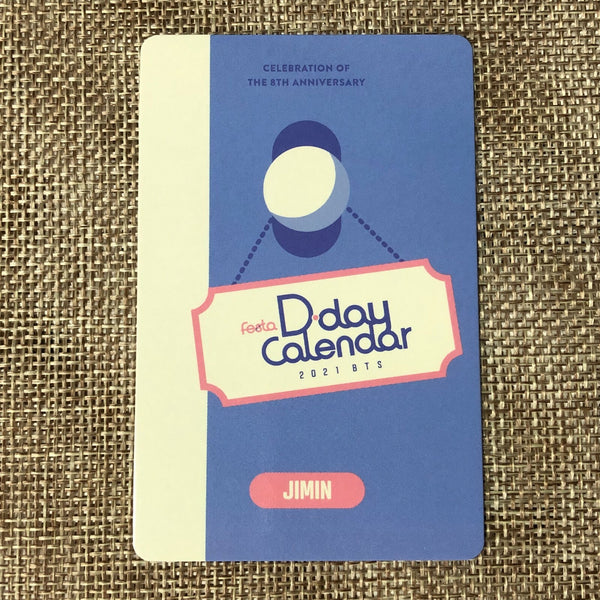 CELEBRATION OF
THE 8TH ANNIVERSARY
festa D·day
Calendar
2021 BTS
JIMIN